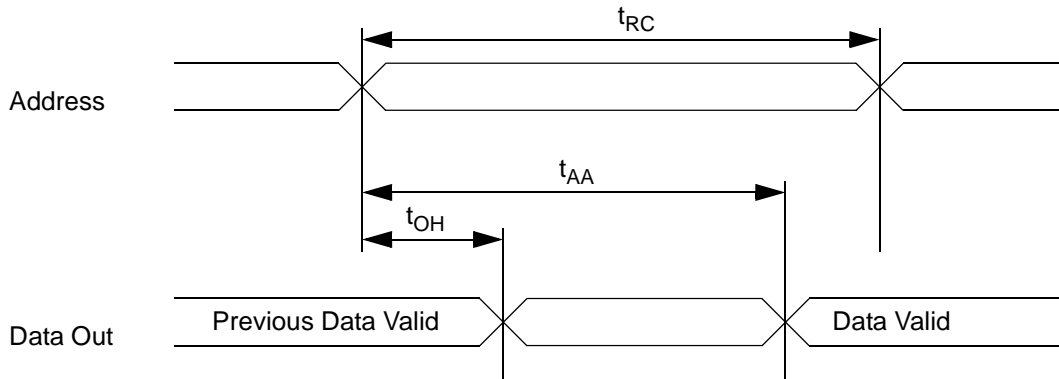 tRC
Address
tAA
tOH
Data Out
Previous Data Valid
Data Valid